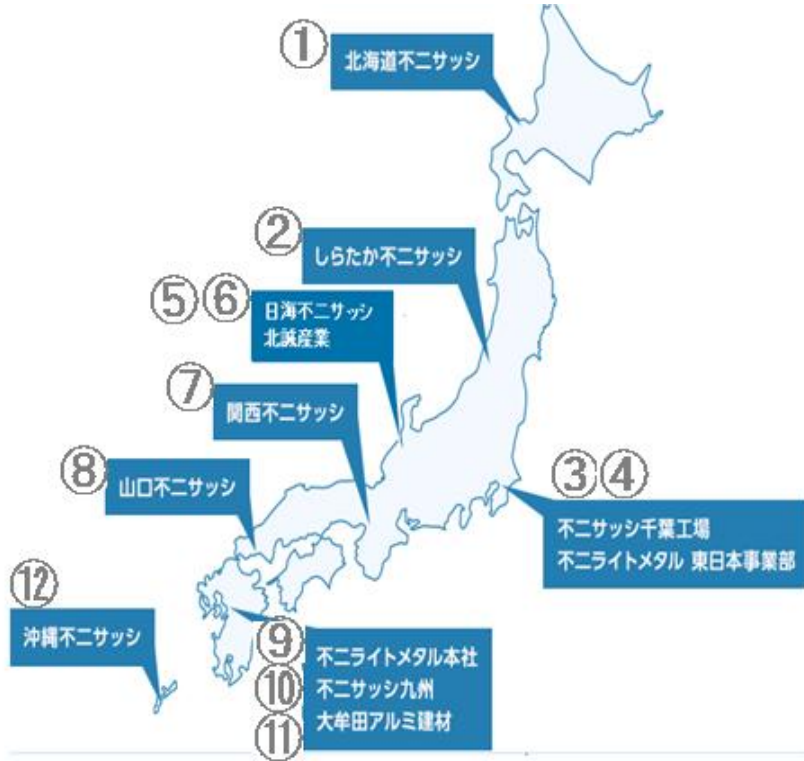 ①
北海道不二サッシ
②
しらたか不二サッシ
⑤ ⑥
日海不二サッシ
北誠産業
⑦
関西不二サッシ
⑧
山口不二サッシ
③④
不二サッシ千葉工場
不二ライトメタル 東日本事業部
⑫
沖縄不二サッシ
⑨
不二ライトメタル本社
⑩
不二サッシ九州
⑪
大牟田アルミ建材